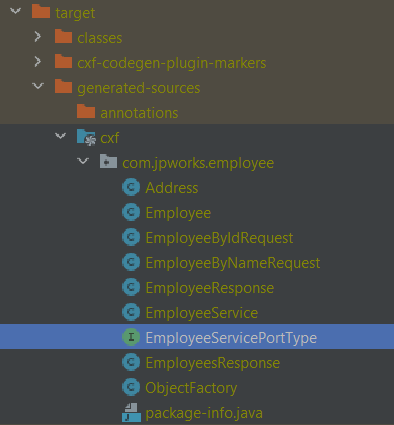 target
classes
cxf-codegen-plugin-markers
generated-sources
annotations
cxf
com.jpworks.employee
C Address
C Employee
C EmployeeByIdRequest
C EmployeeByNameRequest
C EmployeeResponse
C EmployeeService
I EmployeeServicePortType
C EmployeesResponse
C ObjectFactory
package-info.java